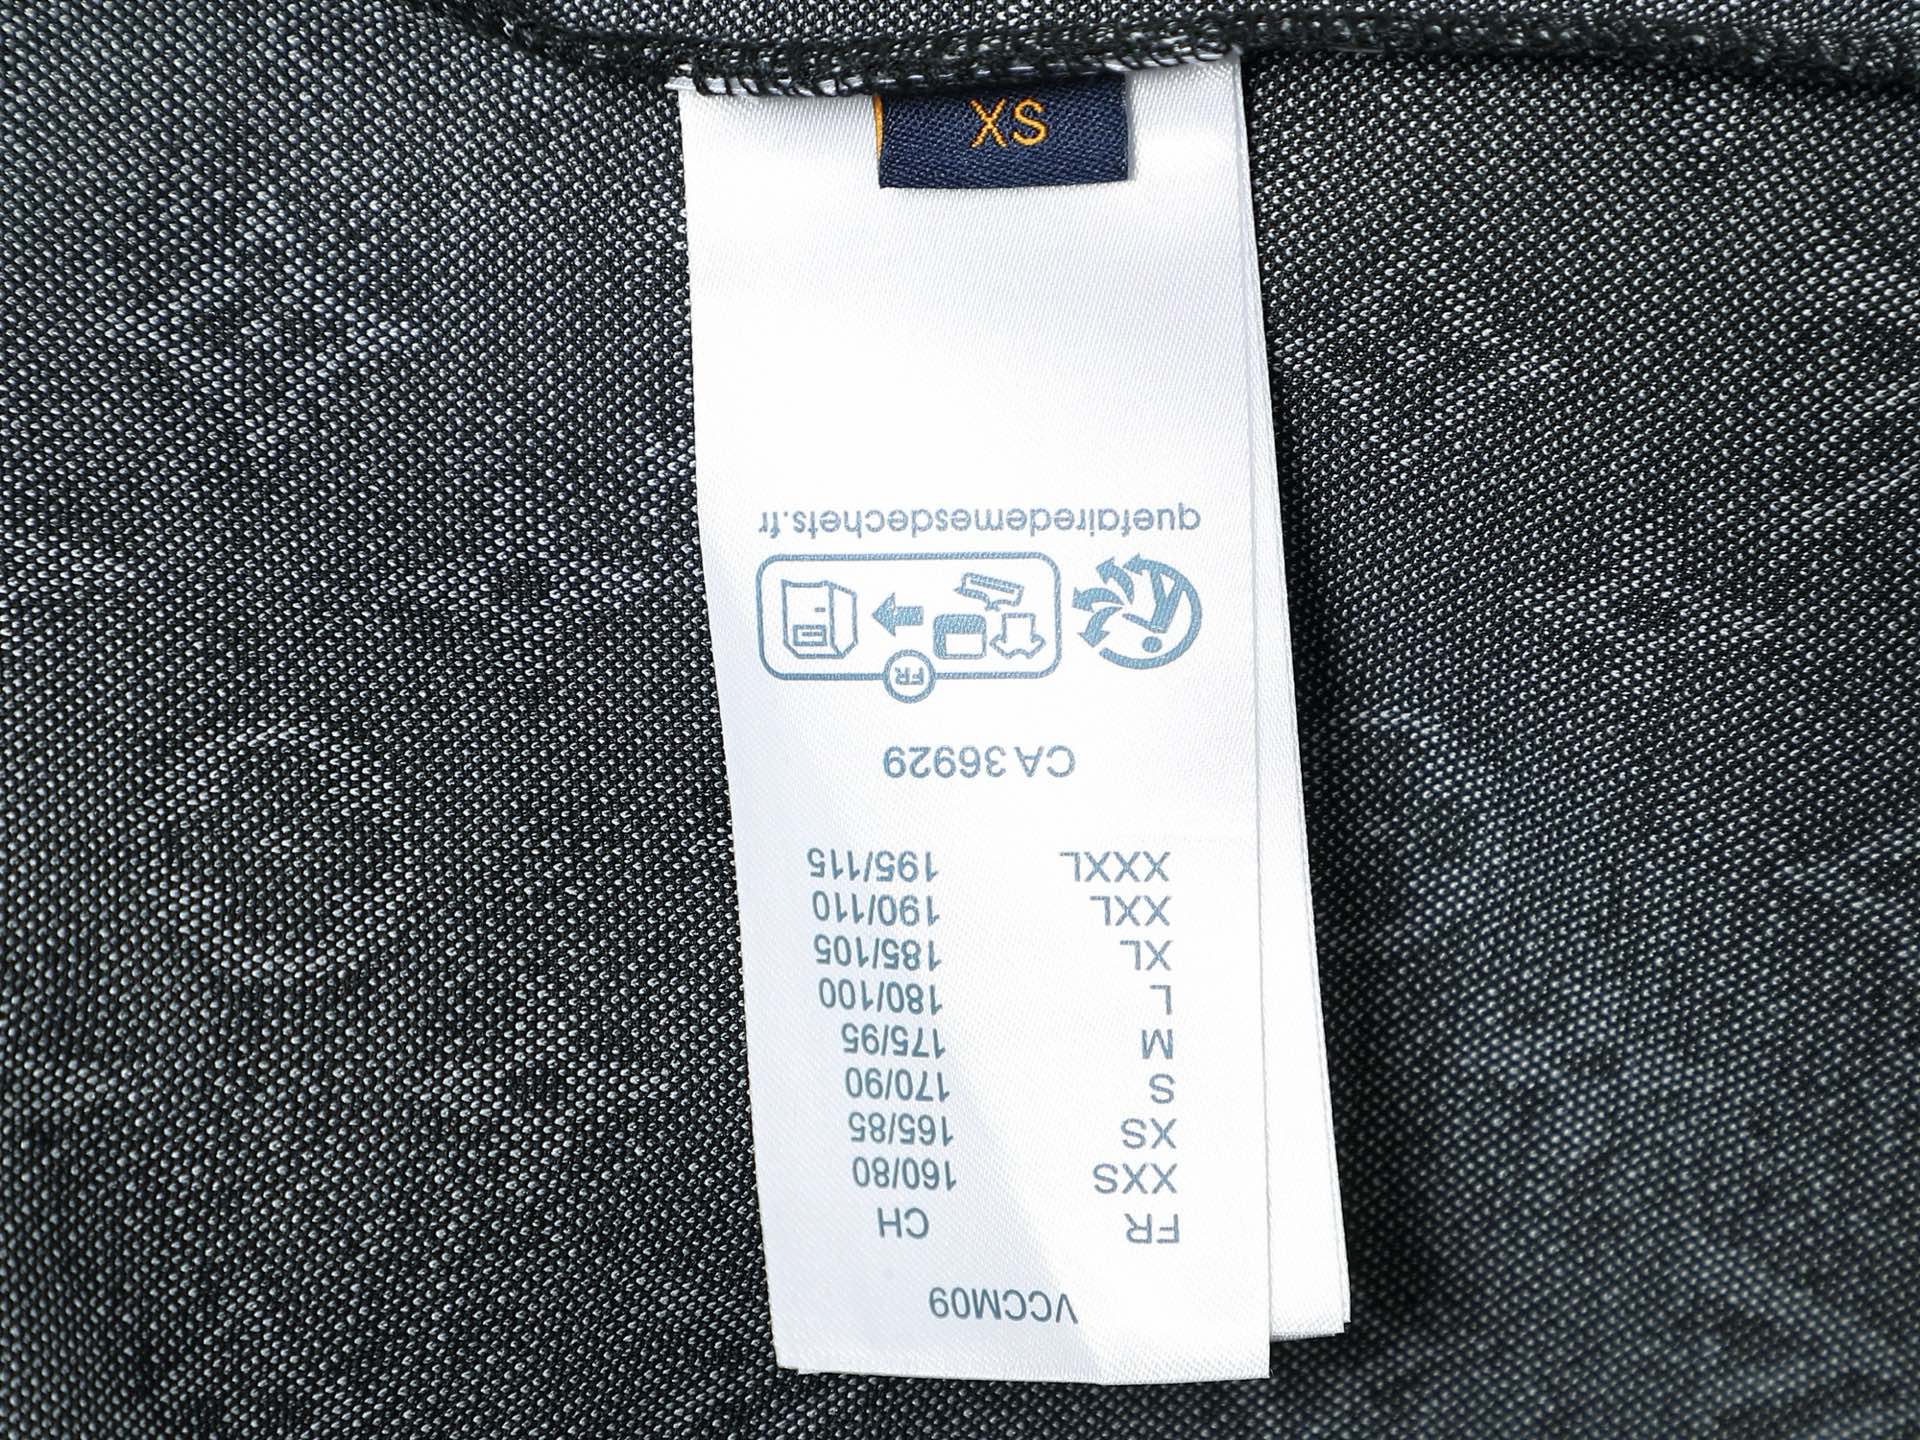 VCCM09
FR CH
XXS 160/80
XS 165/85
S 170/90
M 175/95
L 180/100
XL 185/105
XXL 190/110
XXXL 195/115
CA 36929
FR
quefairedemesdechets.fr
XS